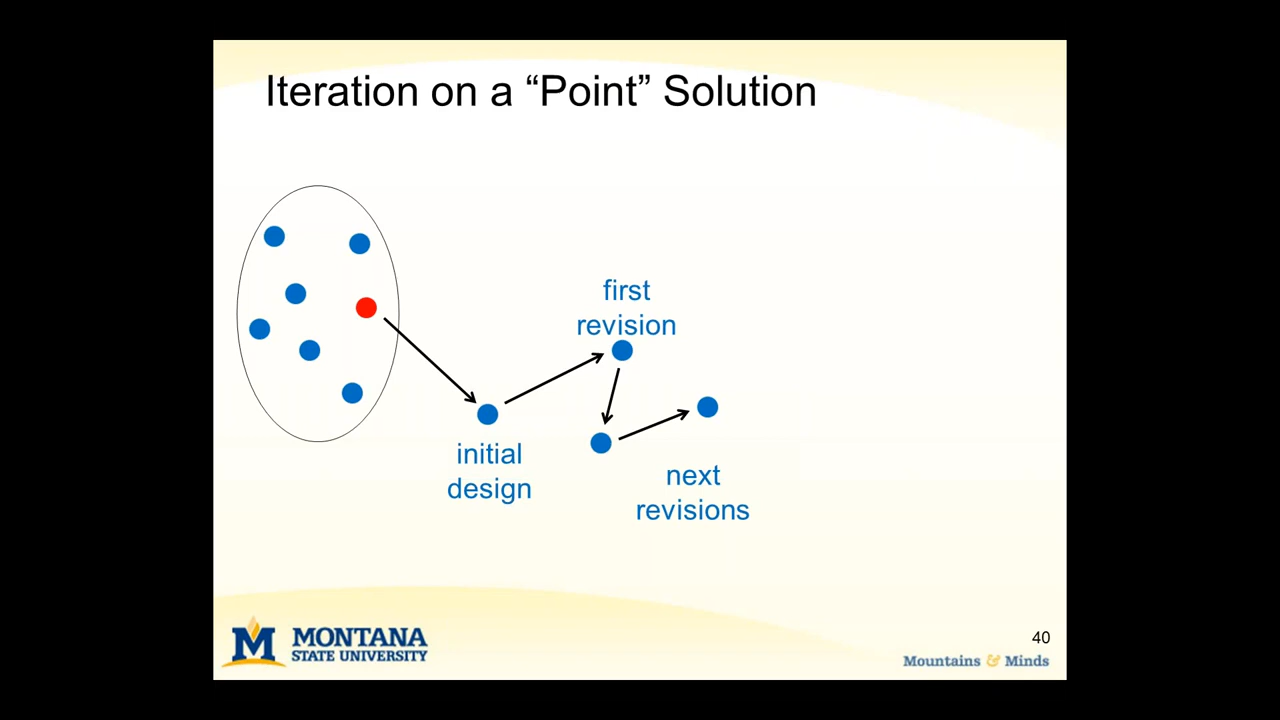 Iteration on a “Point” Solution
first
revision
initial
design
next
revisions
MONTANA
STATE UNIVERSITY
40
Mountains & Minds